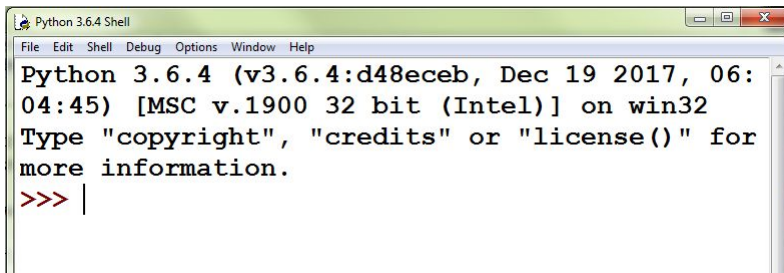 Python 3.6.4 Shell
File Edit Shell Debug Options Window Help
Python 3.6.4 (v3.6.4:d48eceb, Dec 19 2017, 06:
04:45) [MSC v.1900 32 bit (Intel)] on win32
Type "copyright", "credits" or "license()" for
more information.
>>>